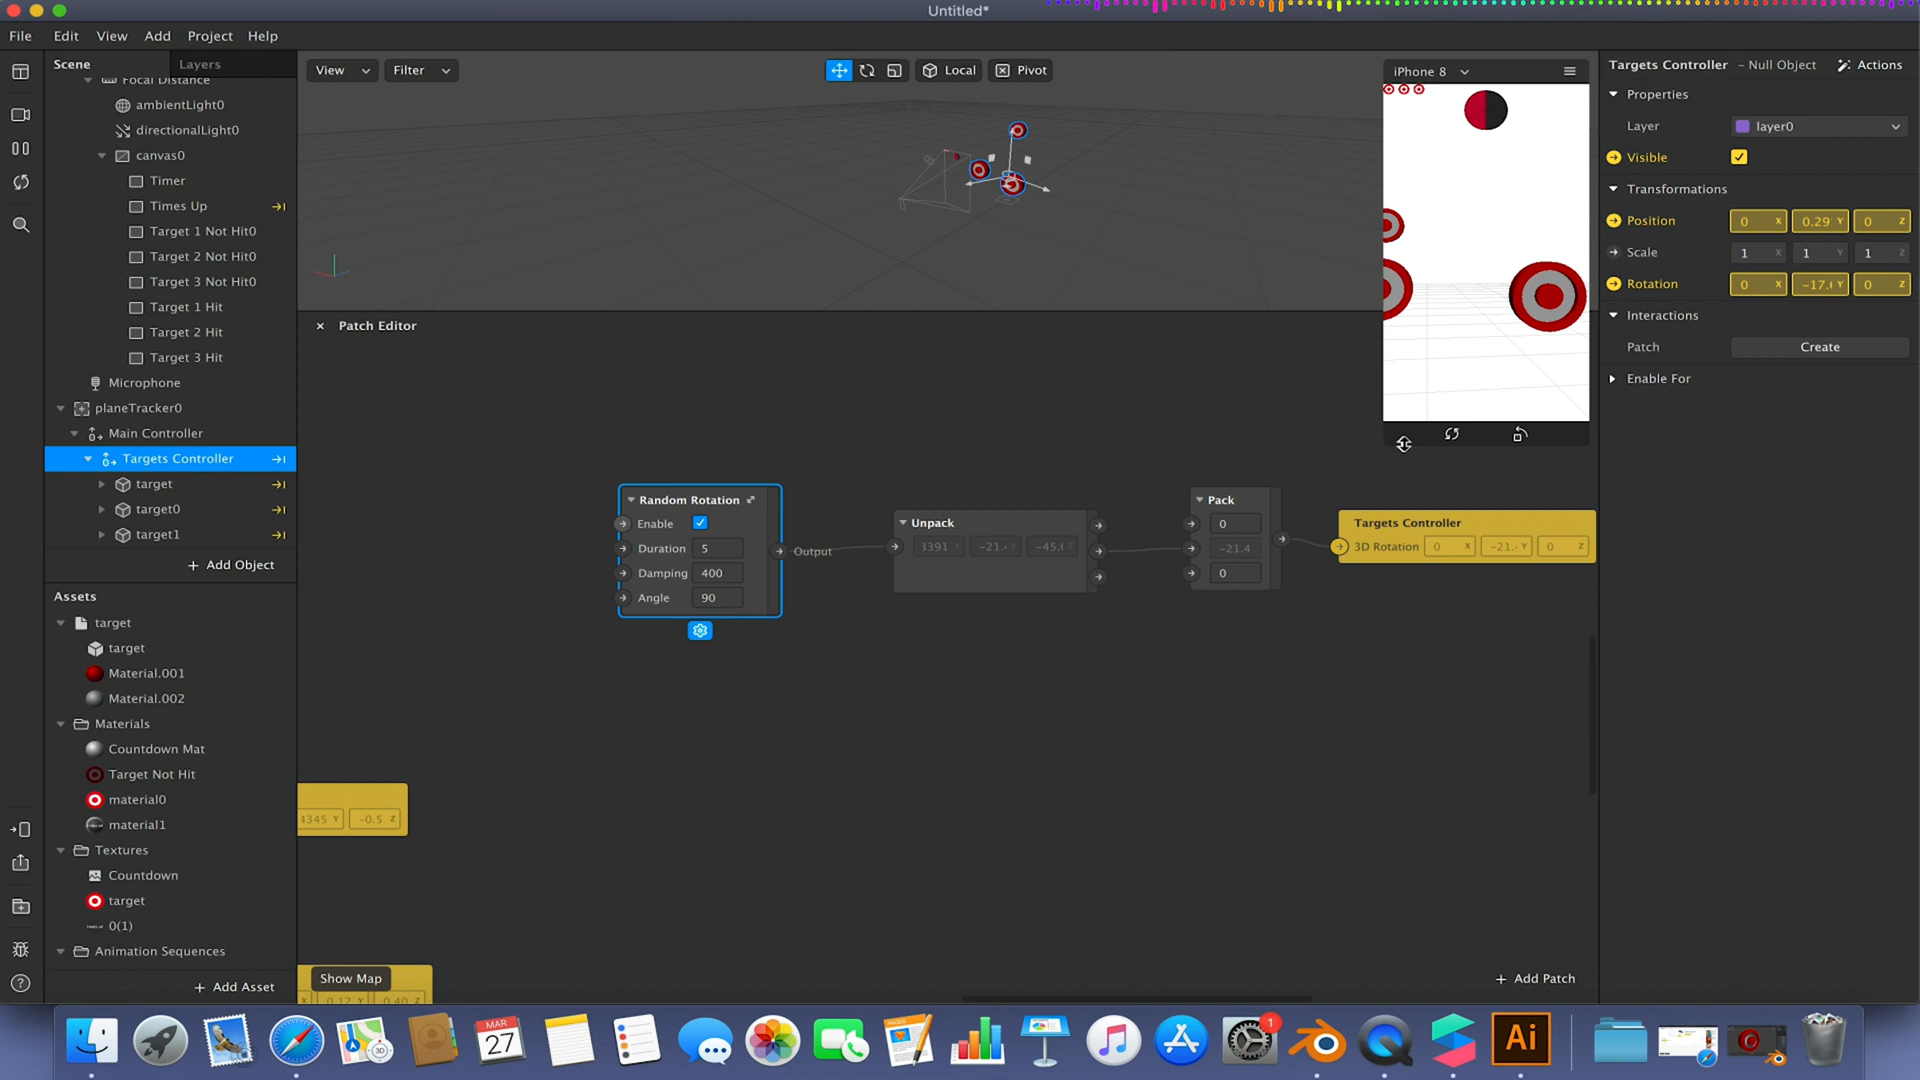 Untitled*
File Edit View Add Project Help
Scene Layers
Focal Distance
ambientLight0
directionalLight0
canvas0
Timer
Times Up
Target 1 Not Hit0
Target 2 Not Hit0
Target 3 Not Hit0
Target 1 Hit
Target 2 Hit
Target 3 Hit
Microphone
planeTracker0
Main Controller
Targets Controller
target
target0
target1
+ Add Object
Assets
target
target
Material.001
Material.002
Materials
Countdown Mat
Target Not Hit
material0
material1
Textures
Countdown
target
0(1)
Animation Sequences
+ Add Asset
View Filter
Local Pivot
iPhone 8
× Patch Editor
Random Rotation
Enable
Duration 5
Damping 400
Angle 90
Output
Unpack
-21. Y
Pack
0
-21.4
0
Targets Controller
3D Rotation 0 X -21. Y 0 Z
4345 Y -0.5 Z
Show Map
X 0.12 Y 0.40 Z
+ Add Patch
Targets Controller – Null Object Actions
Properties
Layer layer0
Visible
Transformations
Position 0 X 0.29 Y 0 Z
Scale 1 X 1 Y 1 Z
Rotation 0 X Y 0 Z
Interactions
Patch Create
Enable For
MAR
27
1
Ai